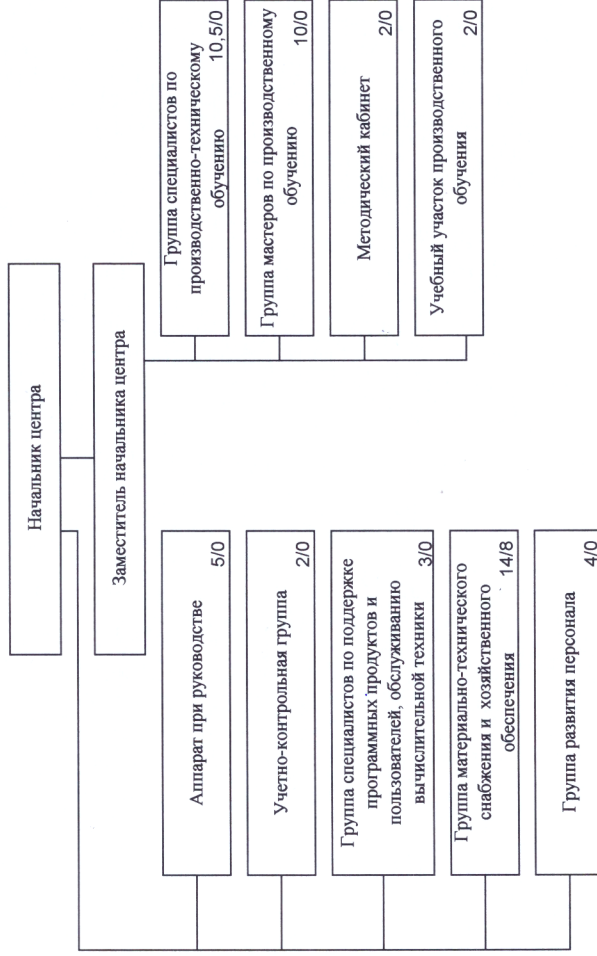 Начальник центра
Заместитель начальника центра
Аппарат при руководстве
5/0
Учетно-контрольная группа
2/0
Группа специалистов по поддержке
программных продуктов и
пользователей, обслуживанию
вычислительной техники
3/0
Группа материально-технического
снабжения и хозяйственного
обеспечения
14/8
Группа развития персонала
4/0
Группа специалистов по
производственно-техническому
обучению
10,5/0
Группа мастеров по производственному
обучению
10/0
Методический кабинет
2/0
Учебный участок производственного
обучения
2/0